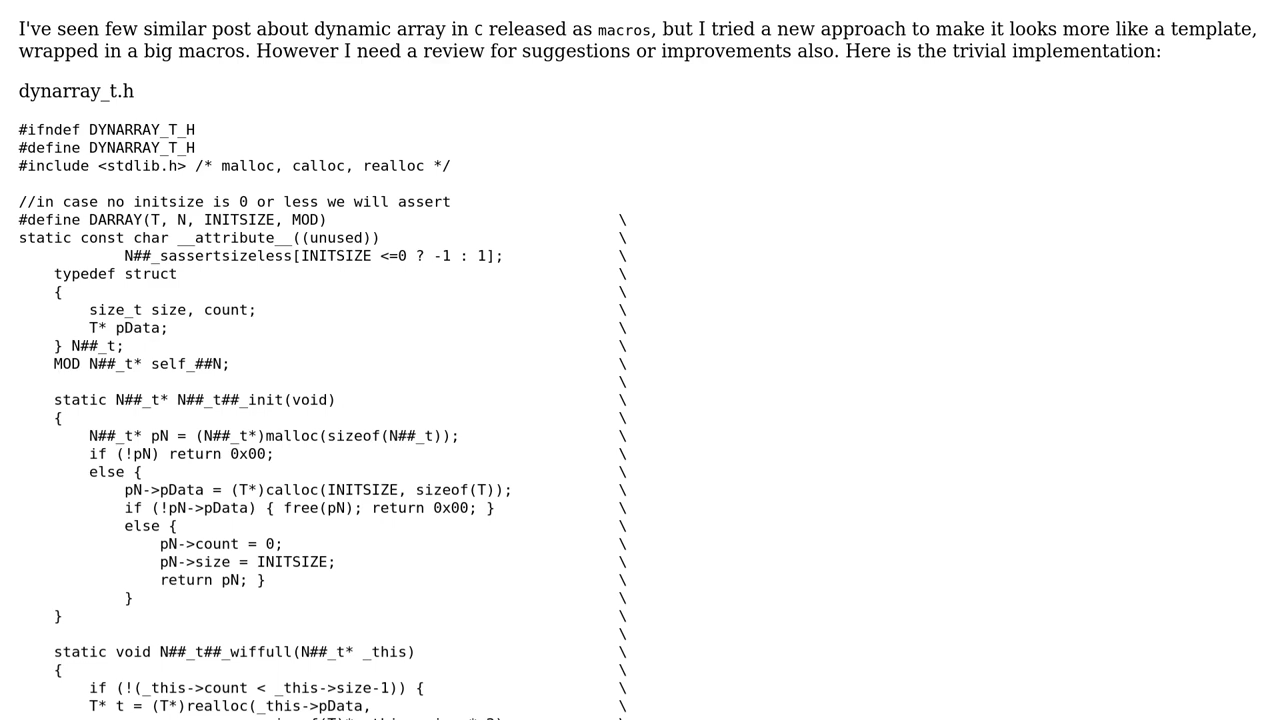 I've seen few similar post about dynamic array in C released as macros, but I tried a new approach to make it looks more like a template,
wrapped in a big macros. However I need a review for suggestions or improvements also. Here is the trivial implementation:
dynarray_t.h
#ifndef DYNARRAY_T_H
#define DYNARRAY_T_H
#include <stdlib.h> /* malloc, calloc, realloc */
//in case no initsize is 0 or less we will assert
#define DARRAY(T, N, INITSIZE, MOD) \
static const char __attribute__((unused)) \
N##_sassertsizeless[INITSIZE <=0 ? -1 : 1]; \
typedef struct \
{ \
size_t size, count; \
T* pData; \
} N##_t; \
MOD N##_t* self_##N; \
\
static N##_t* N##_t##_init(void) \
{ \
N##_t* pN = (N##_t*)malloc(sizeof(N##_t)); \
if (!pN) return 0x00; \
else { \
pN->pData = (T*)calloc(INITSIZE, sizeof(T)); \
if (!pN->pData) { free(pN); return 0x00; } \
else { \
pN->count = 0; \
pN->size = INITSIZE; \
return pN; } \
} \
} \
\
static void N##_t##_wiffull(N##_t* _this) \
{ \
if (!(_this->count < _this->size-1)) { \
T* t = (T*)realloc(_this->pData, \